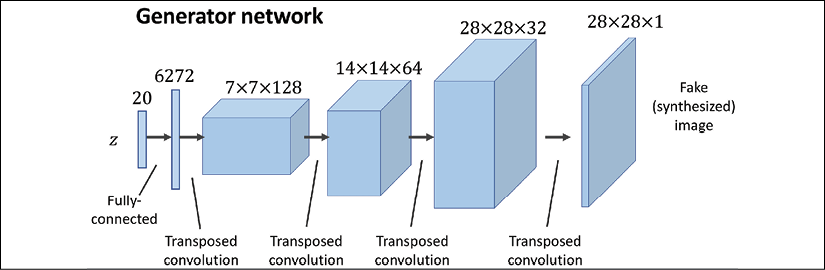 Generator network
20
6272
7×7×128
14×14×64
28×28×32
28×28×1
z
Fake
(synthesized)
image
Fully-
connected
Transposed
convolution
Transposed
convolution
Transposed
convolution
Transposed
convolution